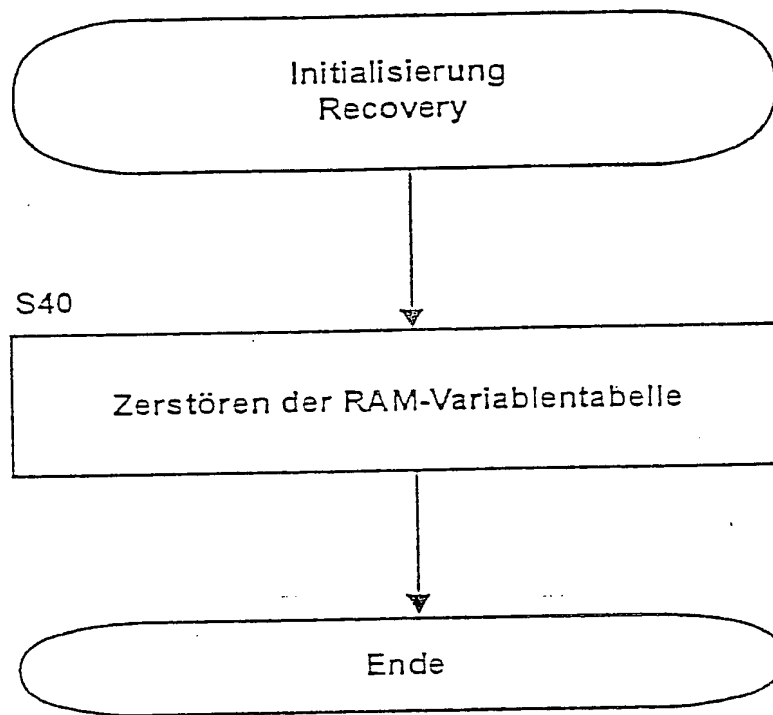 Initialisierung
Recovery
S40
Zerstören der RAM-Variablentabelle
Ende